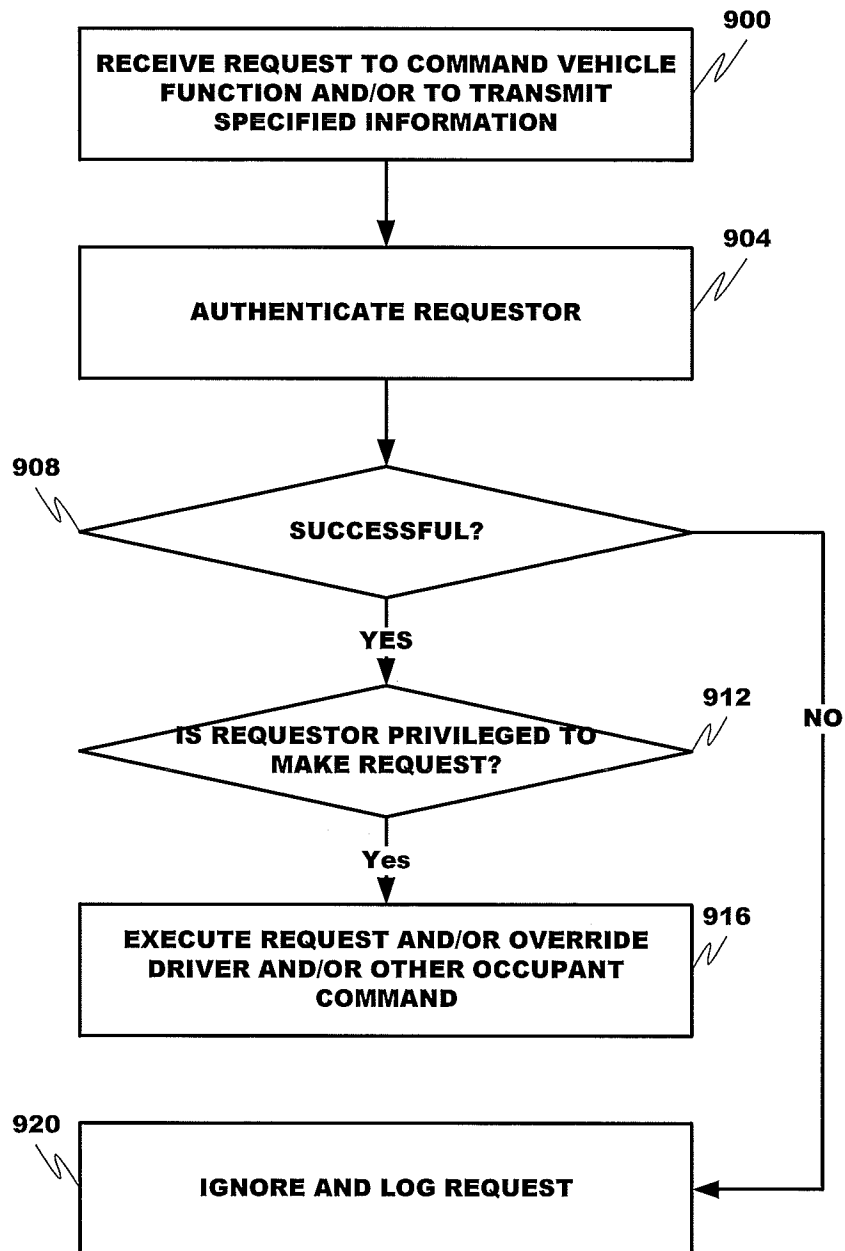 900
RECEIVE REQUEST TO COMMAND VEHICLE
FUNCTION AND/OR TO TRANSMIT
SPECIFIED INFORMATION
904
AUTHENTICATE REQUESTOR
908
SUCCESSFUL?
YES
912
NO
IS REQUESTOR PRIVILEGED TO
MAKE REQUEST?
Yes
916
EXECUTE REQUEST AND/OR OVERRIDE
DRIVER AND/OR OTHER OCCUPANT
COMMAND
920
IGNORE AND LOG REQUEST